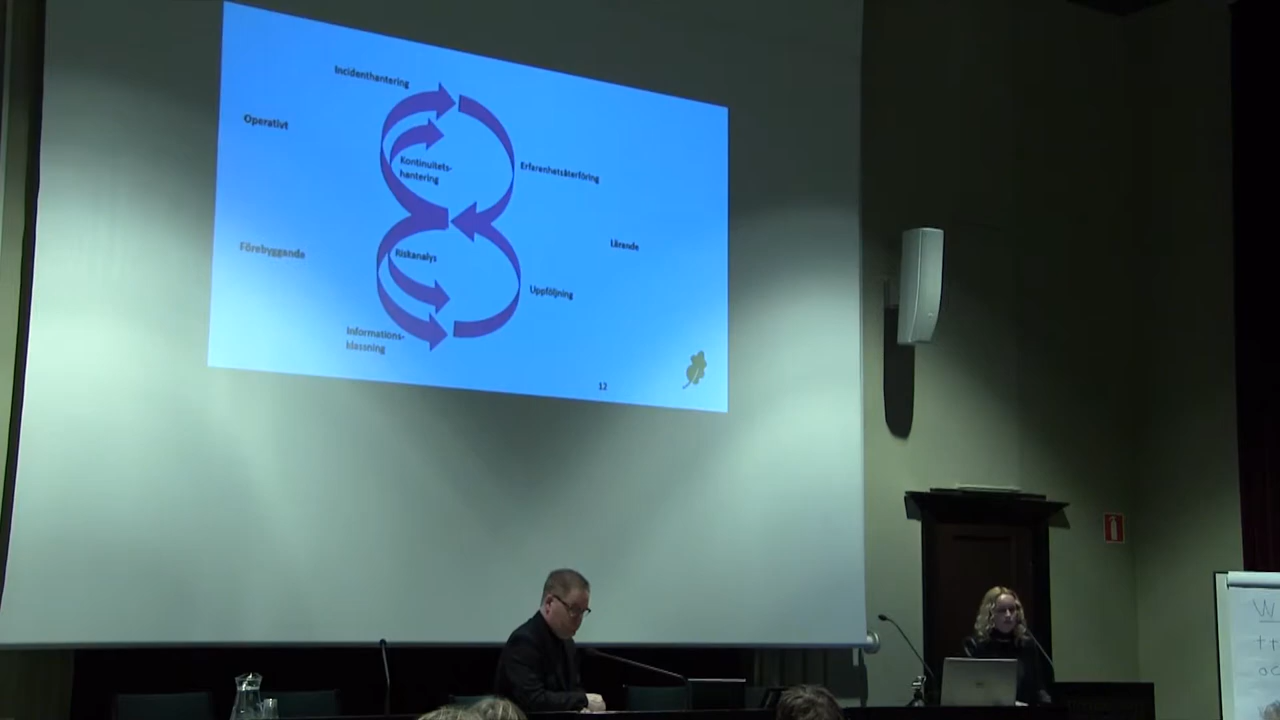 Incidenthantering
Operativt
Kontinuitets-
hantering
Erfarenhetsåterföring
Förebyggande
Riskanalys
Lärande
Uppföljning
Informations-
klassning
12